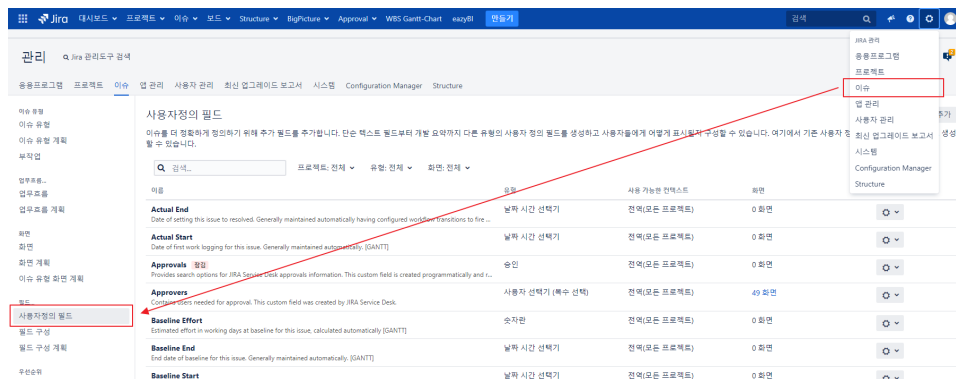 Jira 대시보드 프로젝트 이슈 보드 Structure BigPicture Approval WBS Gantt-Chart eazyBI 만들기 검색
JIRA 관리
응용프로그램
프로젝트
이슈
앱 관리
사용자 관리
최신 업그레이드 보고서
시스템
Configuration Manager
Structure
관리 Jira 관리도구 검색
응용프로그램 프로젝트 이슈 앱 관리 사용자 관리 최신 업그레이드 보고서 시스템 Configuration Manager Structure
이슈 유형
이슈 유형
이슈 유형 계획
부작업
업무흐름...
업무흐름
업무흐름 계획
화면
화면
화면 계획
이슈 유형 화면 계획
필드...
사용자정의 필드
필드 구성
필드 구성 계획
우선순위
사용자정의 필드 추가
이슈를 더 정확하게 정의하기 위해 추가 필드를 추가합니다. 단순 텍스트 필드부터 개발 요약까지 다른 유형의 사용자 정의 필드를 생성하고 사용자들에게 어떻게 표시될지 구성할 수 있습니다. 여기에서 기존 사용자 정 생성
할 수 있습니다.
검색... 프로젝트: 전체 유형: 전체 화면: 전체
이름 유형 사용 가능한 컨텍스트 화면
Actual End 날짜 시간 선택기 전역(모든 프로젝트) 0 화면
Date of setting this issue to resolved. Generally maintained automatically having configured workflow transitions to fire ...
Actual Start 날짜 시간 선택기 전역(모든 프로젝트) 0 화면
Date of first work logging for this issue. Generally maintained automatically. [GANTT]
Approvals 잠김 승인 전역(모든 프로젝트) 0 화면
Provides search options for JIRA Service Desk approvals information. This custom field is created programmatically and r...
Approvers 사용자 선택기 (복수 선택) 전역(모든 프로젝트) 49 화면
Contains users needed for approval. This custom field was created by JIRA Service Desk.
Baseline Effort 숫자란 전역(모든 프로젝트) 0 화면
Estimated effort in working days at baseline for this issue, calculated automatically [GANTT]
Baseline End 날짜 시간 선택기 전역(모든 프로젝트) 0 화면
End date of baseline for this issue. Generally maintained automatically. [GANTT]
Baseline Start 날짜 시간 선택기 전역(모든 프로젝트) 0 화면